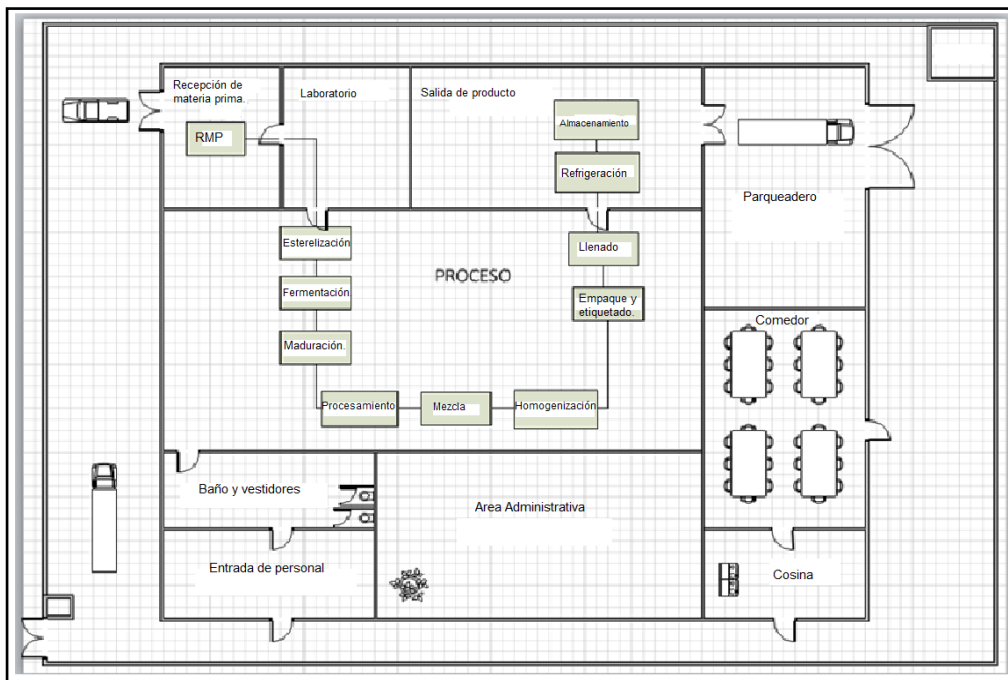 Recepción de
materia prima.
Laboratorio
Salida de producto
RMP
Almacenamiento
Refrigeración
Parqueadero
Esterelización
Llenado
PROCESO
Fermentación.
Empaque y
etiquetado.
Maduración.
Comedor
Procesamiento
Mezcla
Homogenización
Baño y vestidores
Area Administrativa
Entrada de personal
Cosina